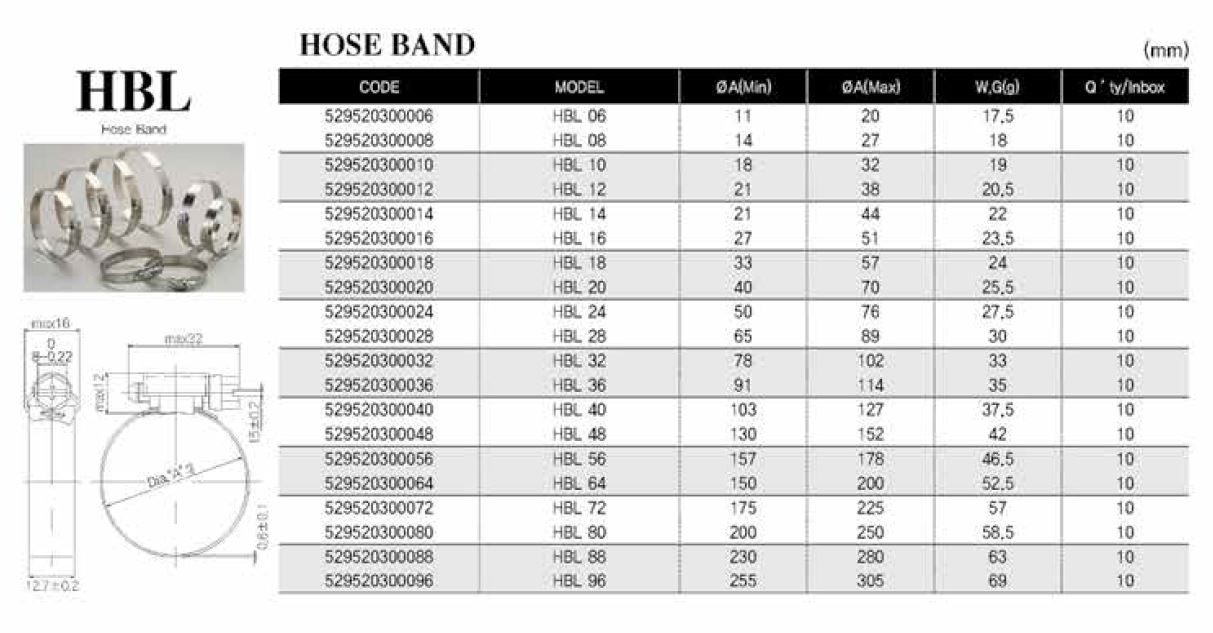 HOSE BAND
(mm)
HBL
Hose Band
CODE MODEL ØA(Min) ØA(Max) W.G(g) Q ' ty/Inbox
529520300006 HBL 06 11 20 17.5 10
529520300008 HBL 08 14 27 18 10
529520300010 HBL 10 18 32 19 10
529520300012 HBL 12 21 38 20.5 10
529520300014 HBL 14 21 44 22 10
529520300016 HBL 16 27 51 23.5 10
529520300018 HBL 18 33 57 24 10
529520300020 HBL 20 40 70 25.5 10
529520300024 HBL 24 50 76 27.5 10
529520300028 HBL 28 65 89 30 10
529520300032 HBL 32 78 102 33 10
529520300036 HBL 36 91 114 35 10
529520300040 HBL 40 103 127 37.5 10
529520300048 HBL 48 130 152 42 10
529520300056 HBL 56 157 178 46.5 10
529520300064 HBL 64 150 200 52.5 10
529520300072 HBL 72 175 225 57 10
529520300080 HBL 80 200 250 58.5 10
529520300088 HBL 88 230 280 63 10
529520300096 HBL 96 255 305 69 10
max16
0
8-0.22
max32
max12
15±0.2
Dia "A"
0.6±0.1
12.7±0.2